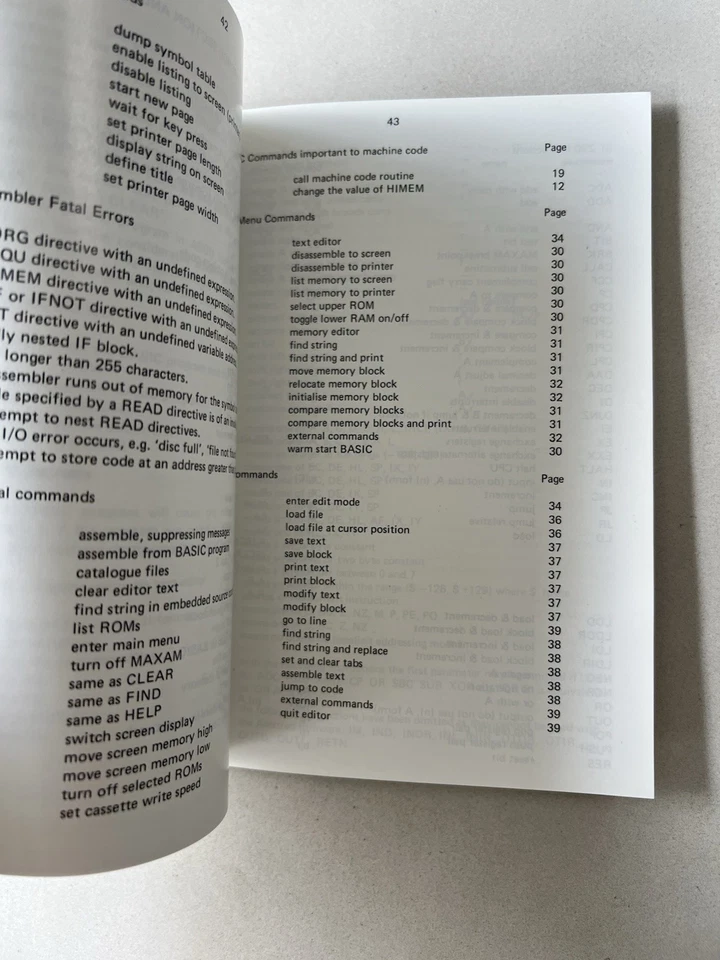 42
dump symbol table
enable listing to screen
disable listing
start new page
wait for key press
set printer page length
display string on screen
define title
set printer page width
mbler Fatal Errors
ORG directive with an undefined expression.
QU directive with an undefined expression.
MEM directive with an undefined expression.
F or IFNOT directive with an undefined
T directive with an undefined variable
ly nested IF block.
longer than 255 characters.
ssembler runs out of memory for the symbol
le specified by a READ directive is of an
empt to nest READ directives.
I/O error occurs, e.g. 'disc full', 'file not
empt to store code at an address greater
al commands
assemble, suppressing messages
assemble from BASIC program
catalogue files
clear editor text
find string in embedded source
list ROMs
enter main menu
turn off MAXAM
same as CLEAR
same as FIND
same as HELP
switch screen display
move screen memory high
move screen memory low
turn off selected ROMs
set cassette write speed
43
C Commands important to machine code Page
call machine code routine 19
change the value of HIMEM 12
Menu Commands Page
text editor 34
disassemble to screen 30
disassemble to printer 30
list memory to screen 30
list memory to printer 30
select upper ROM 30
toggle lower RAM on/off 30
memory editor 31
find string 31
find string and print 31
move memory block 31
relocate memory block 32
initialise memory block 32
compare memory blocks 31
compare memory blocks and print 31
external commands 32
warm start BASIC 30
ommands Page
enter edit mode 34
load file 36
load file at cursor position 36
save text 37
save block 37
print text 37
print block 37
modify text 37
modify block 37
go to line 39
find string 38
find string and replace 38
set and clear tabs 38
assemble text 38
jump to code 38
external commands 39
quit editor 39